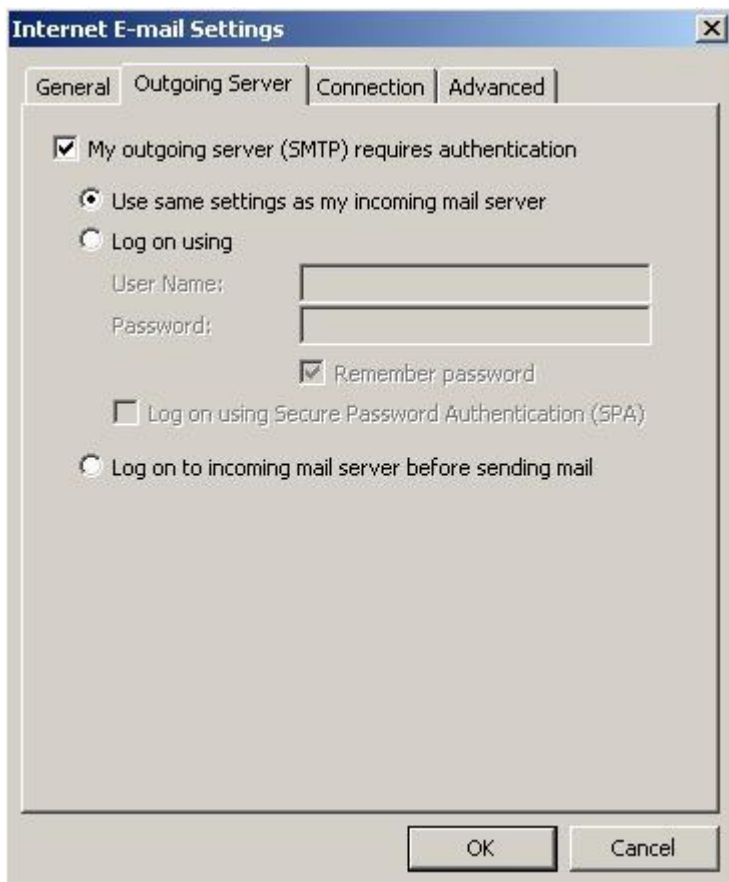 Internet E-mail Settings
General Outgoing Server Connection Advanced
My outgoing server (SMTP) requires authentication
Use same settings as my incoming mail server
Log on using
User Name:
Password:
Remember password
Log on using Secure Password Authentication (SPA)
Log on to incoming mail server before sending mail
OK Cancel